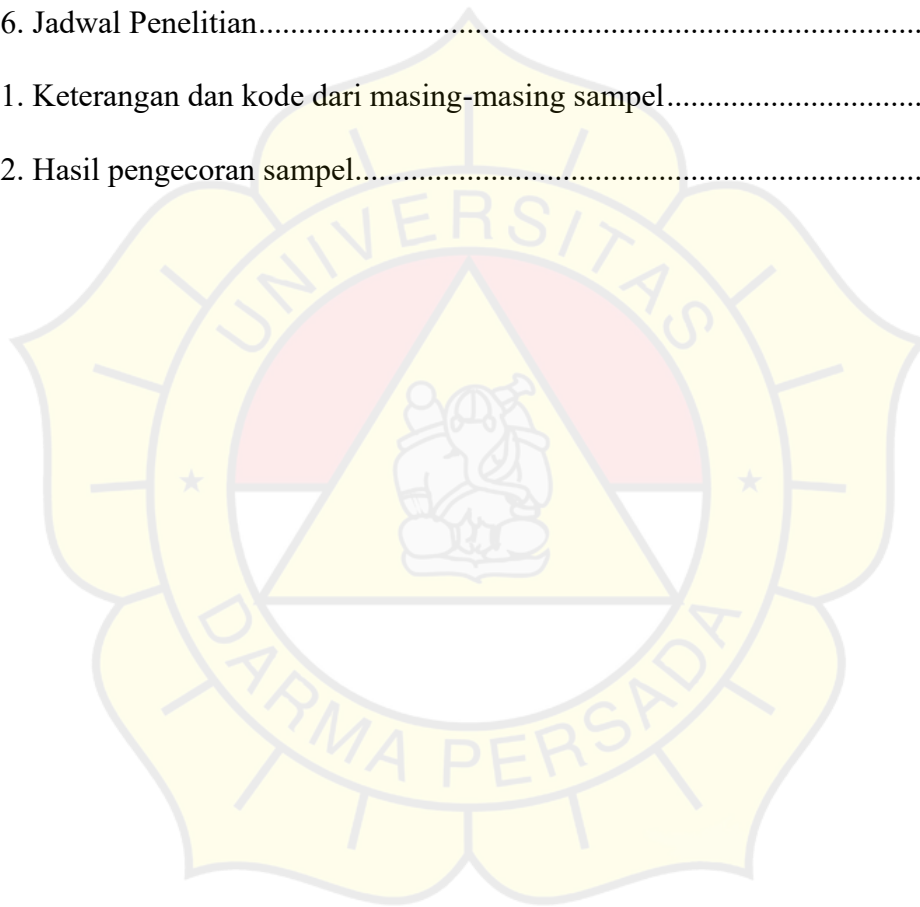 6. Jadwal Penelitian..........................................................................................
1. Keterangan dan kode dari masing-masing sampel................................
2. Hasil pengecoran sampel.......................................................................
UNIVERSITAS
DARMA PERSADA